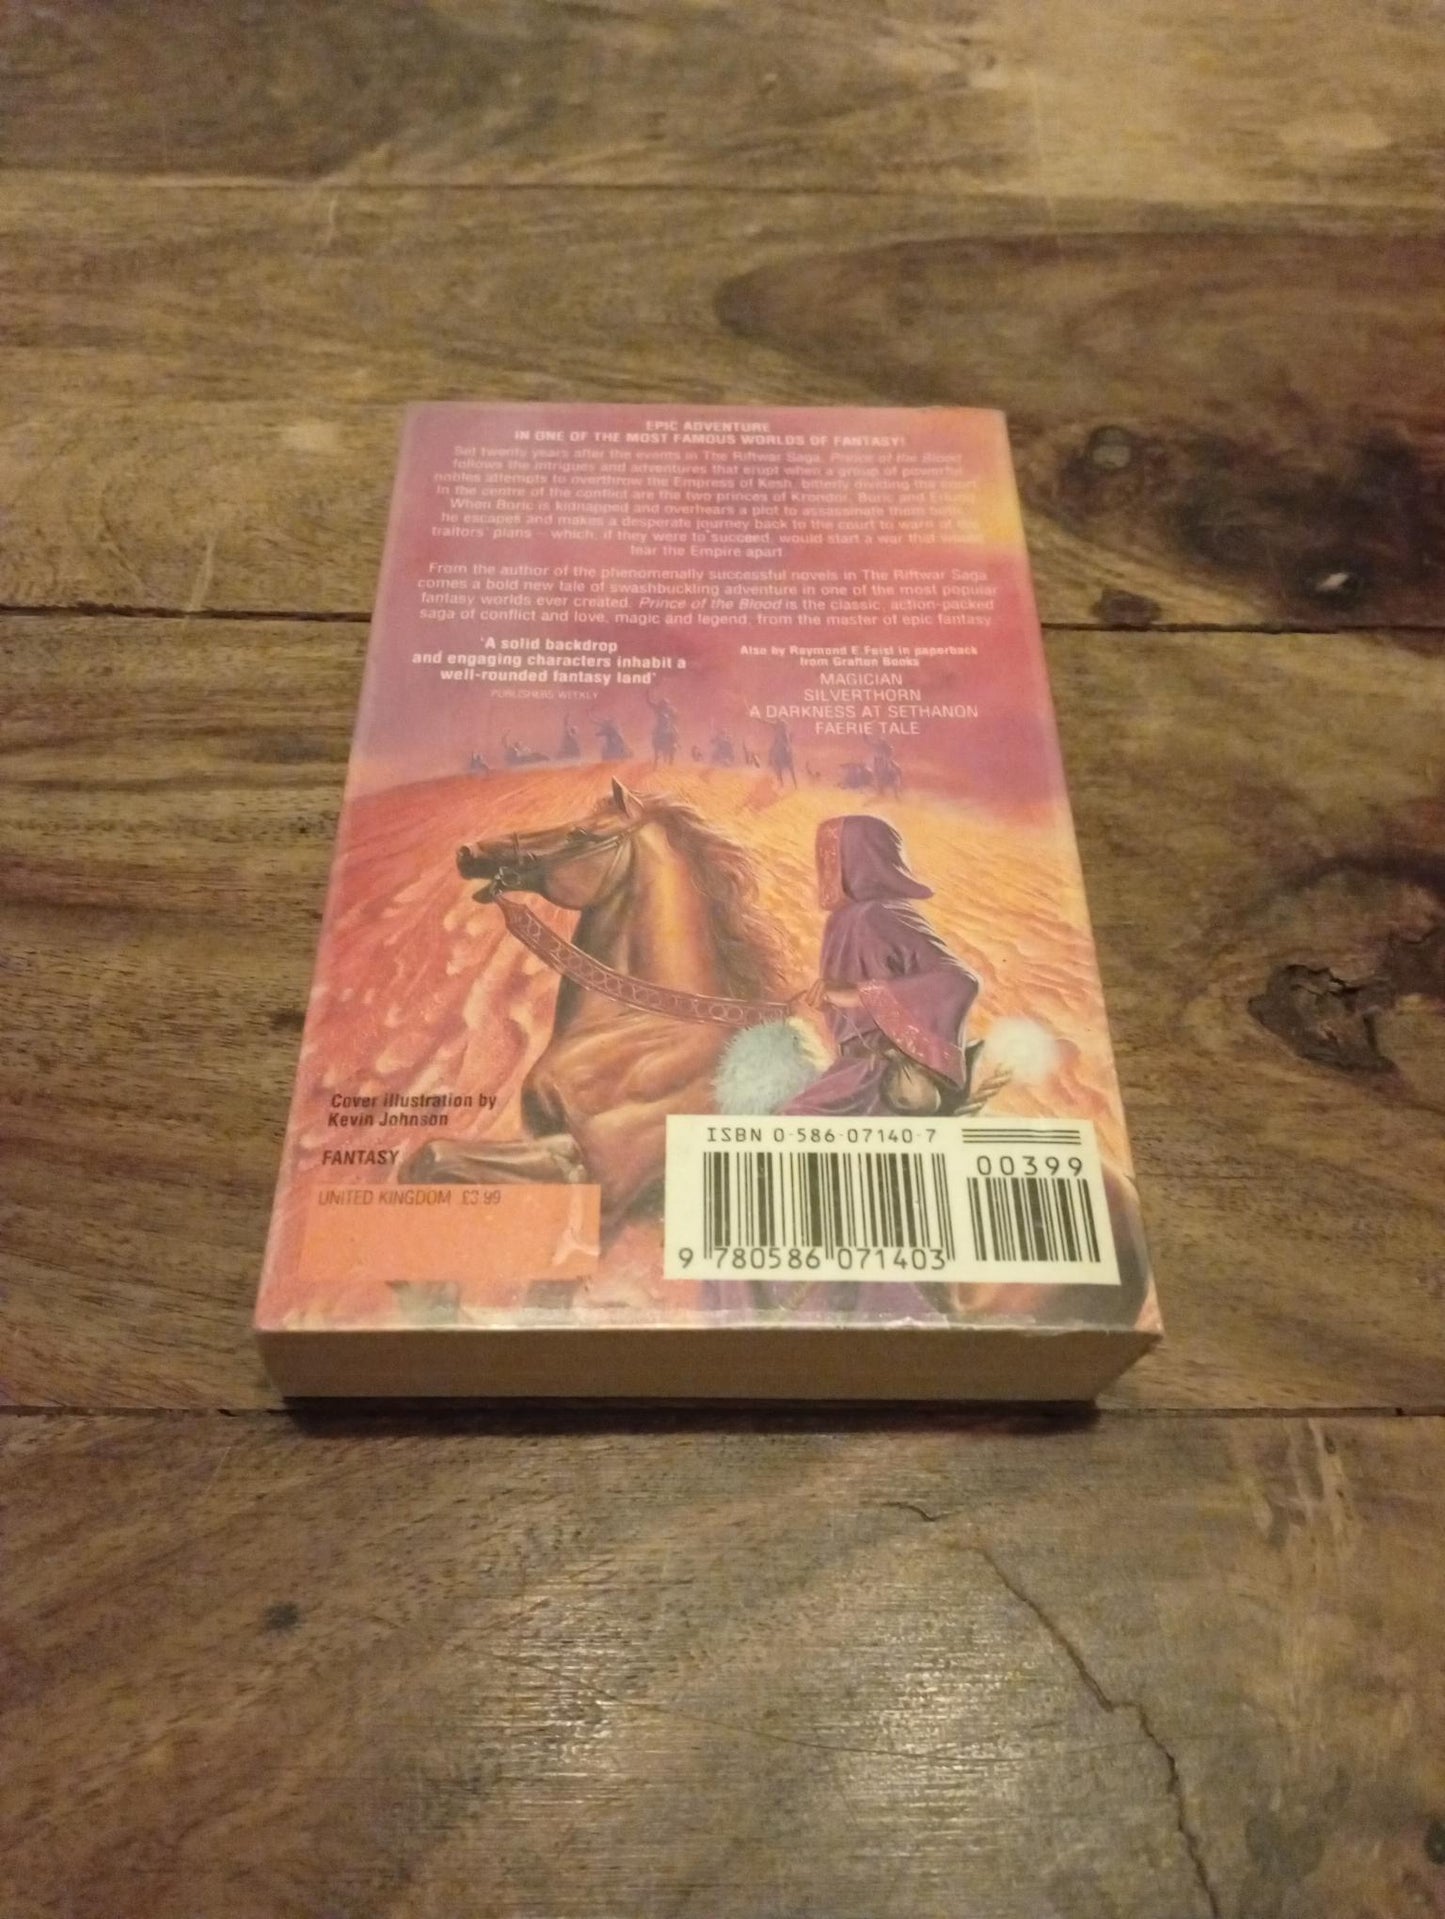 EPIC ADVENTURE
IN ONE OF THE MOST FAMOUS WORLDS OF FANTASY!
Set twenty years after the events in The Riftwar Saga, Prince of the Blood
follows the intrigues and adventures that erupt when a group of powerful
nobles attempts to overthrow the Empress of Kesh, bitterly dividing the court.
In the centre of the conflict are the two princes of Krondor, Boric and Erland.
When Boric is kidnapped and overhears a plot to assassinate them both,
he escapes and makes a desperate journey back to the court to warn of the
traitors' plans – which, if they were to succeed, would start a war that would
tear the Empire apart.
From the author of the phenomenally successful novels in The Riftwar Saga
comes a bold new tale of swashbuckling adventure in one of the most popular
fantasy worlds ever created. Prince of the Blood is the classic, action-packed
saga of conflict and love, magic and legend, from the master of epic fantasy.
'A solid backdrop
and engaging characters inhabit a
well-rounded fantasy land'
PUBLISHERS WEEKLY
Also by Raymond E. Feist in paperback
from Grafton Books
MAGICIAN
SILVERTHORN
A DARKNESS AT SETHANON
FAERIE TALE
Cover illustration by
Kevin Johnson
FANTASY
UNITED KINGDOM £3.99
ISBN 0-586-07140-7
00399
9 780586 071403